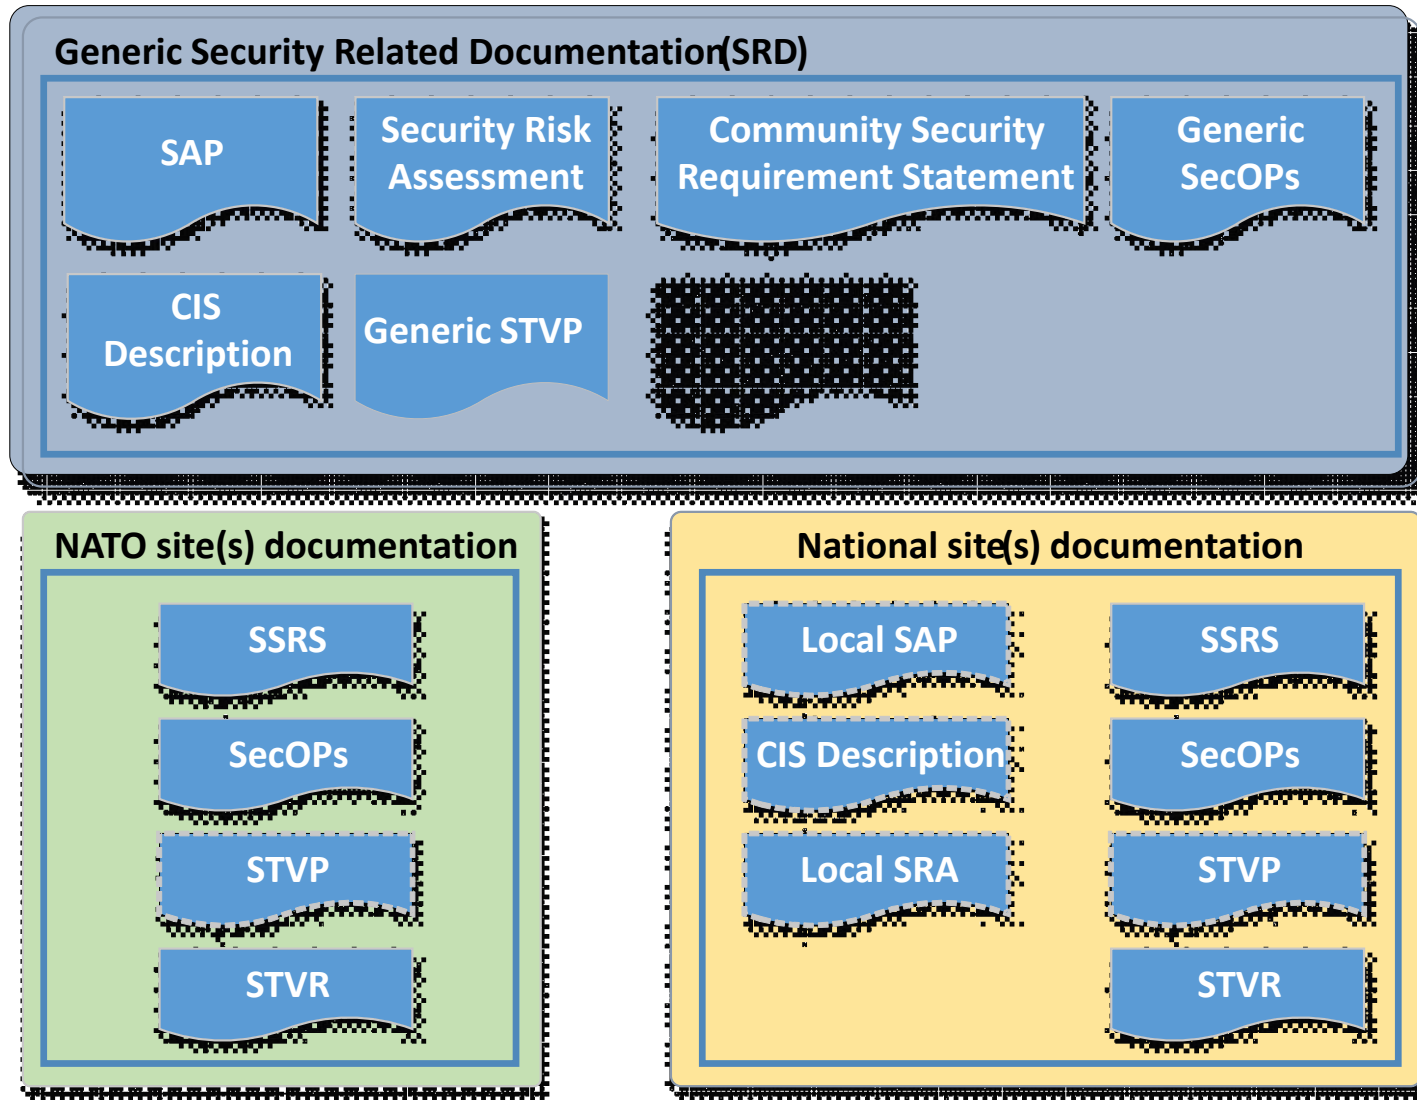 Generic Security Related Documentation(SRD)
SAP
Security Risk
Assessment
Community Security
Requirement Statement
Generic
SecOPs
CIS
Description
Generic STVP
NATO site(s) documentation
SSRS
SecOPs
STVP
STVR
National site(s) documentation
Local SAP
CIS Description
Local SRA
SSRS
SecOPs
STVP
STVR